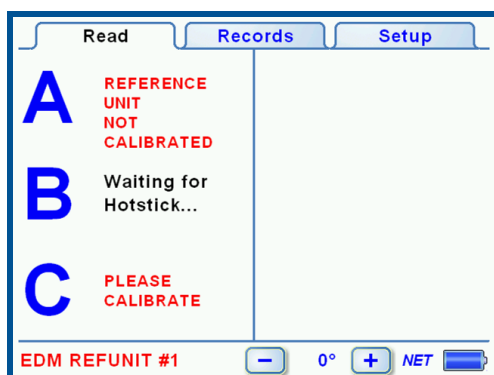 Read Records Setup
A
REFERENCE
UNIT
NOT
CALIBRATED
B
Waiting for
Hotstick...
C
PLEASE
CALIBRATE
EDM REFUNIT #1 − 0° + NET